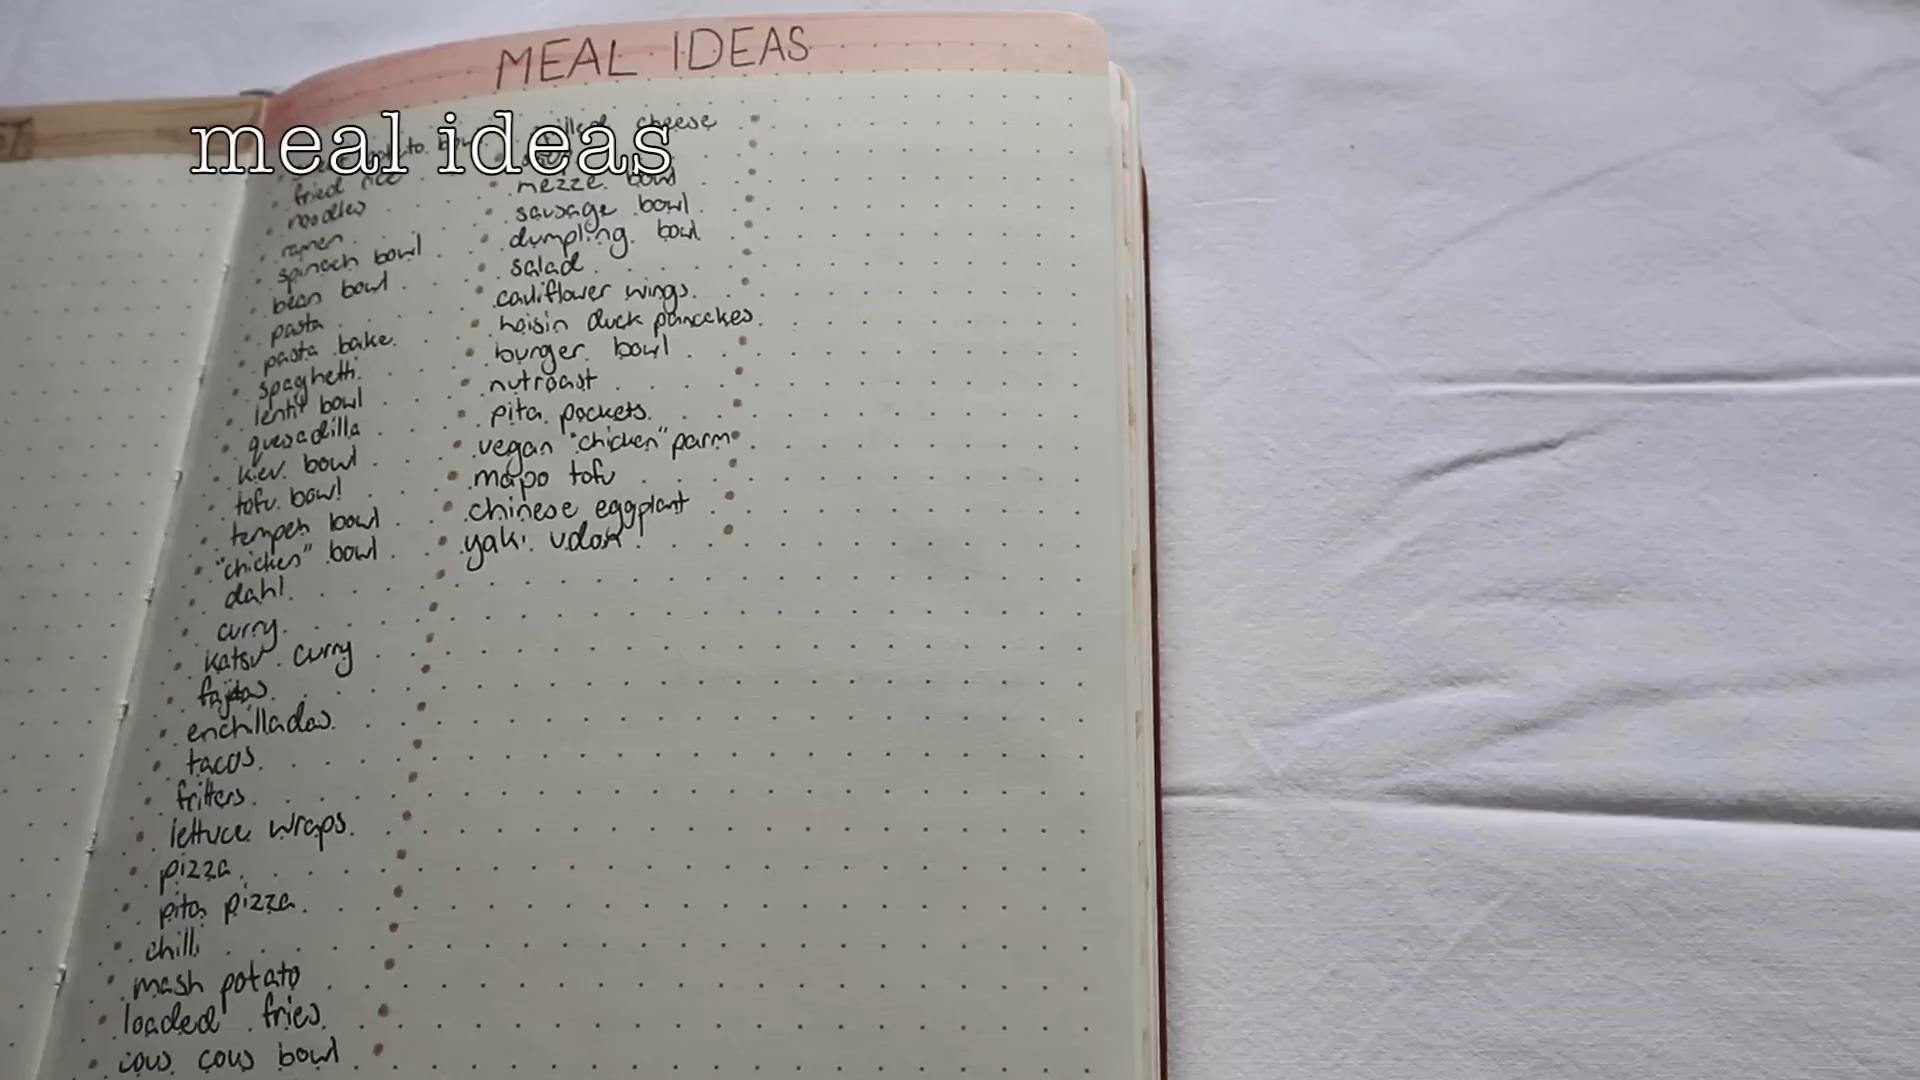 MEAL IDEAS
meal ideas
fried rice
noodles
ramen
spinach bowl
bean bowl
pasta
pasta bake
spaghetti
lentil bowl
quesadilla
kiev bowl
tofu bowl
tempeh bowl
"chicken" bowl
dahl
curry
katsu curry
fajitas
enchilladas
tacos
fritters
lettuce wraps
pizza
pita pizza
chilli
mash potato
loaded fries
cous cous bowl
cheese
mezze bowl
sausage bowl
dumpling bowl
salad
cauliflower wings
hoisin duck pancakes
burger bowl
nutroast
pita pockets
vegan "chicken" parm
mapo tofu
chinese eggplant
yaki udon